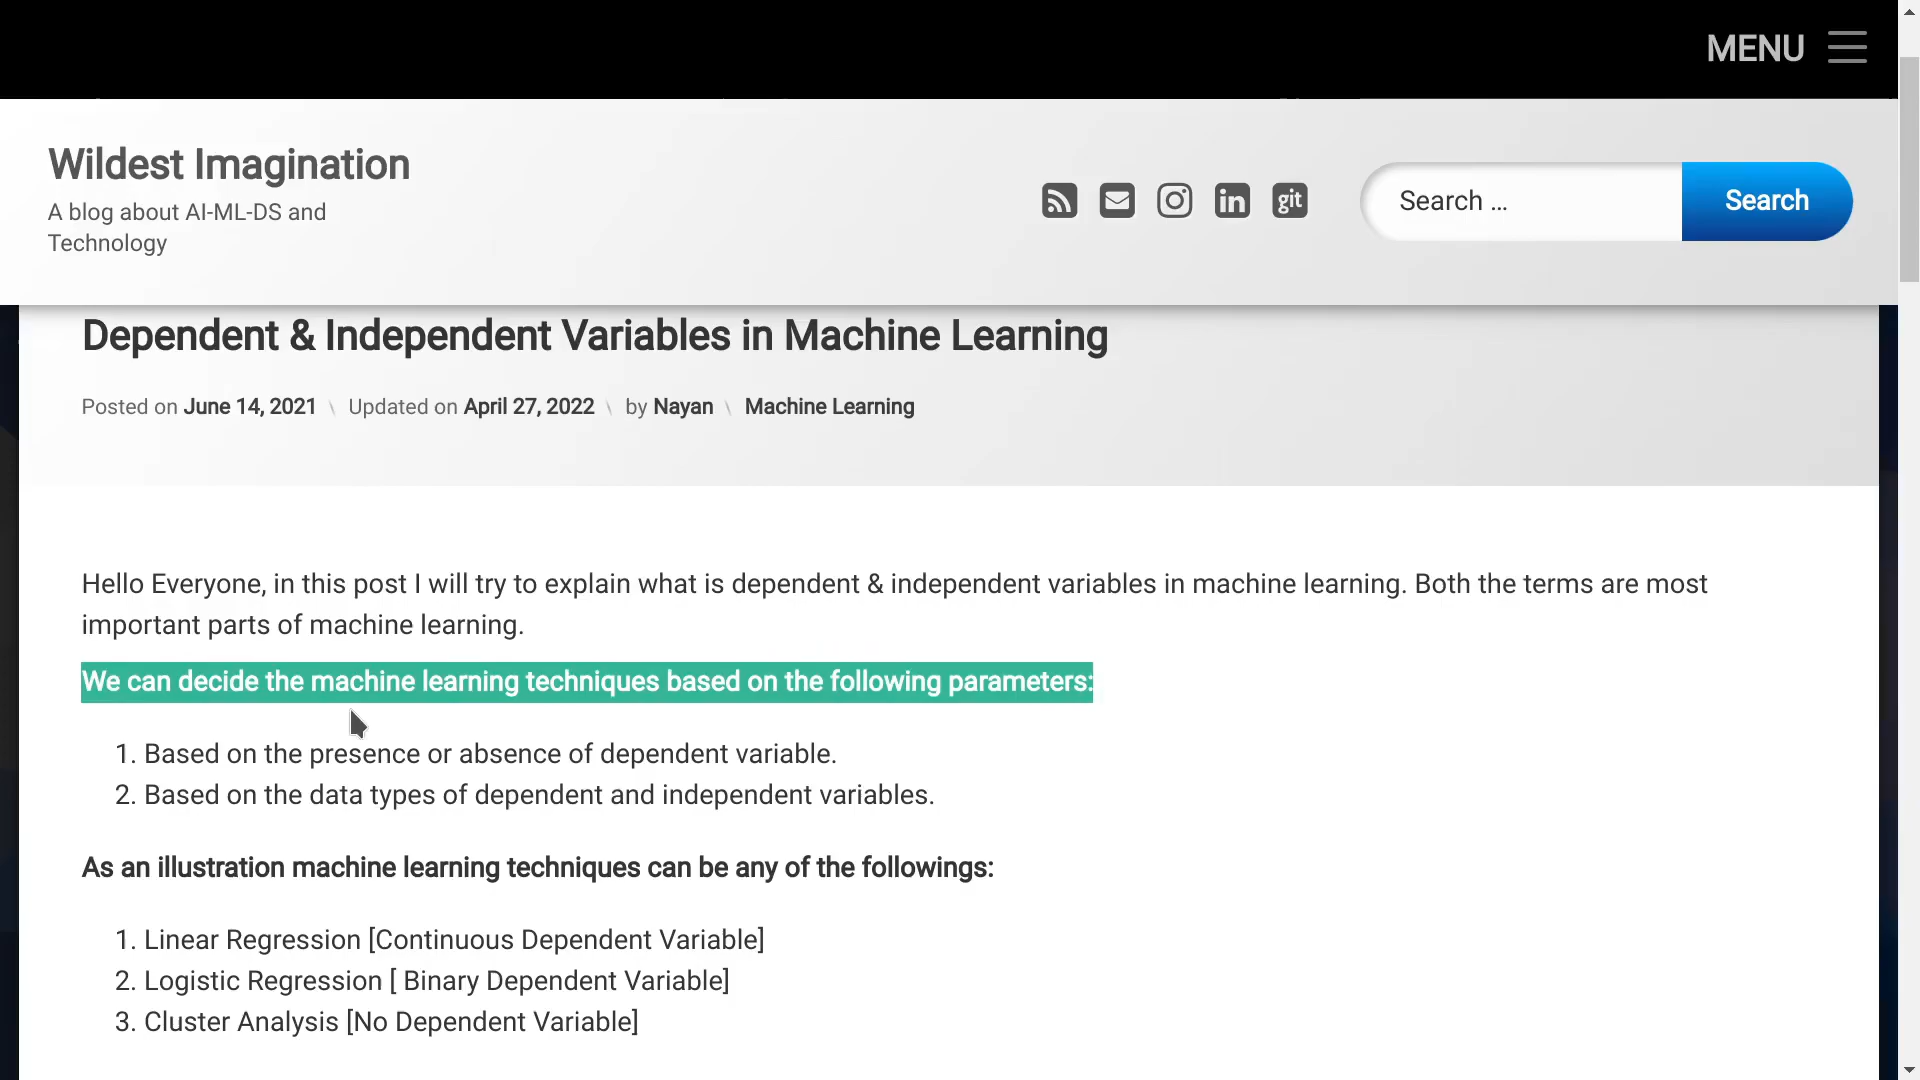 MENU
Wildest Imagination
A blog about AI-ML-DS and
Technology
git
Search ...
Search
Dependent & Independent Variables in Machine Learning
Posted on June 14, 2021 \ Updated on April 27, 2022 \ by Nayan \ Machine Learning
Hello Everyone, in this post I will try to explain what is dependent & independent variables in machine learning. Both the terms are most
important parts of machine learning.
We can decide the machine learning techniques based on the following parameters:
1. Based on the presence or absence of dependent variable.
2. Based on the data types of dependent and independent variables.
As an illustration machine learning techniques can be any of the followings:
1. Linear Regression [Continuous Dependent Variable]
2. Logistic Regression [ Binary Dependent Variable]
3. Cluster Analysis [No Dependent Variable]